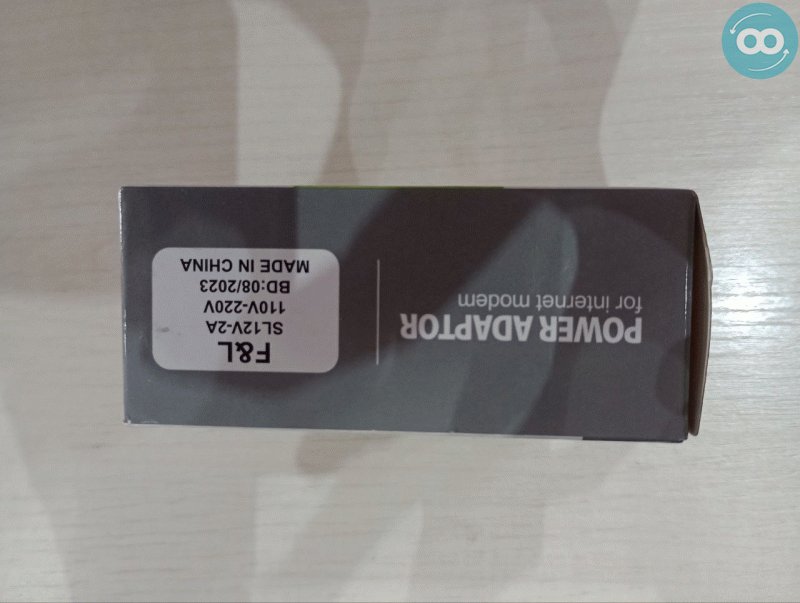 POWER ADAPTOR
for internet modem
F&L
SL12V-2A
110V-220V
BD:08/2023
MADE IN CHINA